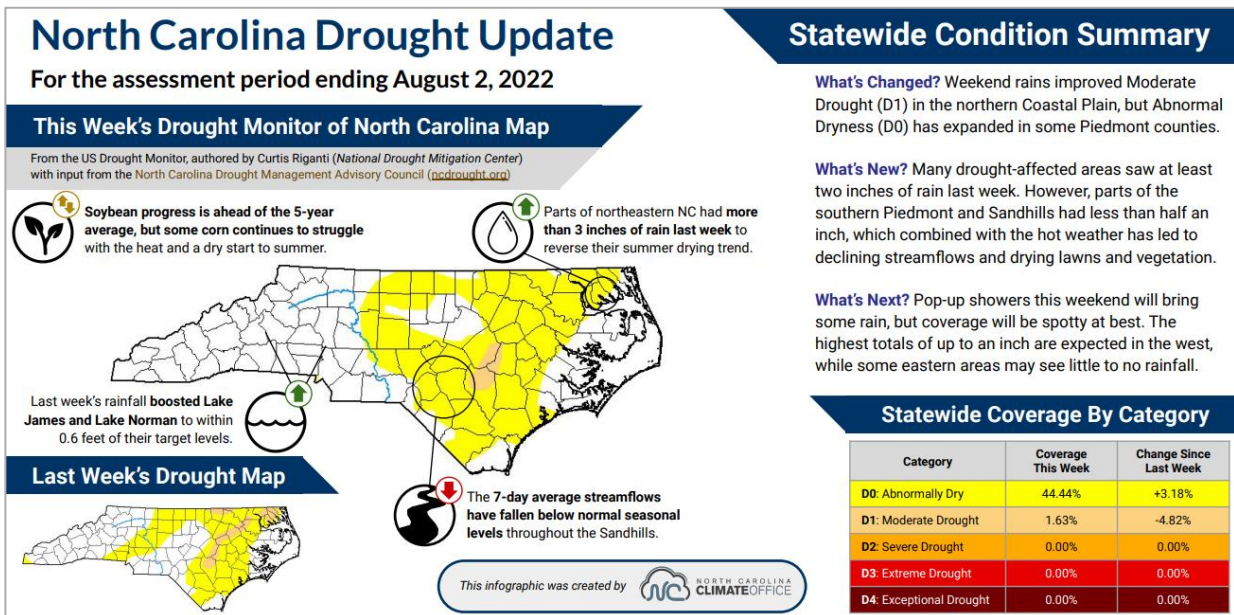 North Carolina Drought Update
For the assessment period ending August 2, 2022
This Week's Drought Monitor of North Carolina Map
From the US Drought Monitor, authored by Curtis Riganti (National Drought Mitigation Center)
with input from the North Carolina Drought Management Advisory Council (ncdrought.org)
Soybean progress is ahead of the 5-year
average, but some corn continues to struggle
with the heat and a dry start to summer.
Parts of northeastern NC had more
than 3 inches of rain last week to
reverse their summer drying trend.
Last week's rainfall boosted Lake
James and Lake Norman to within
0.6 feet of their target levels.
The 7-day average streamflows
have fallen below normal seasonal
levels throughout the Sandhills.
Last Week's Drought Map
This infographic was created by
NC
NORTH CAROLINA
CLIMATEOFFICE
Statewide Condition Summary
What's Changed? Weekend rains improved Moderate
Drought (D1) in the northern Coastal Plain, but Abnormal
Dryness (D0) has expanded in some Piedmont counties.
What's New? Many drought-affected areas saw at least
two inches of rain last week. However, parts of the
southern Piedmont and Sandhills had less than half an
inch, which combined with the hot weather has led to
declining streamflows and drying lawns and vegetation.
What's Next? Pop-up showers this weekend will bring
some rain, but coverage will be spotty at best. The
highest totals of up to an inch are expected in the west,
while some eastern areas may see little to no rainfall.
Statewide Coverage By Category
Category Coverage This Week Change Since Last Week
D0: Abnormally Dry 44.44% +3.18%
D1: Moderate Drought 1.63% -4.82%
D2: Severe Drought 0.00% 0.00%
D3: Extreme Drought 0.00% 0.00%
D4: Exceptional Drought 0.00% 0.00%